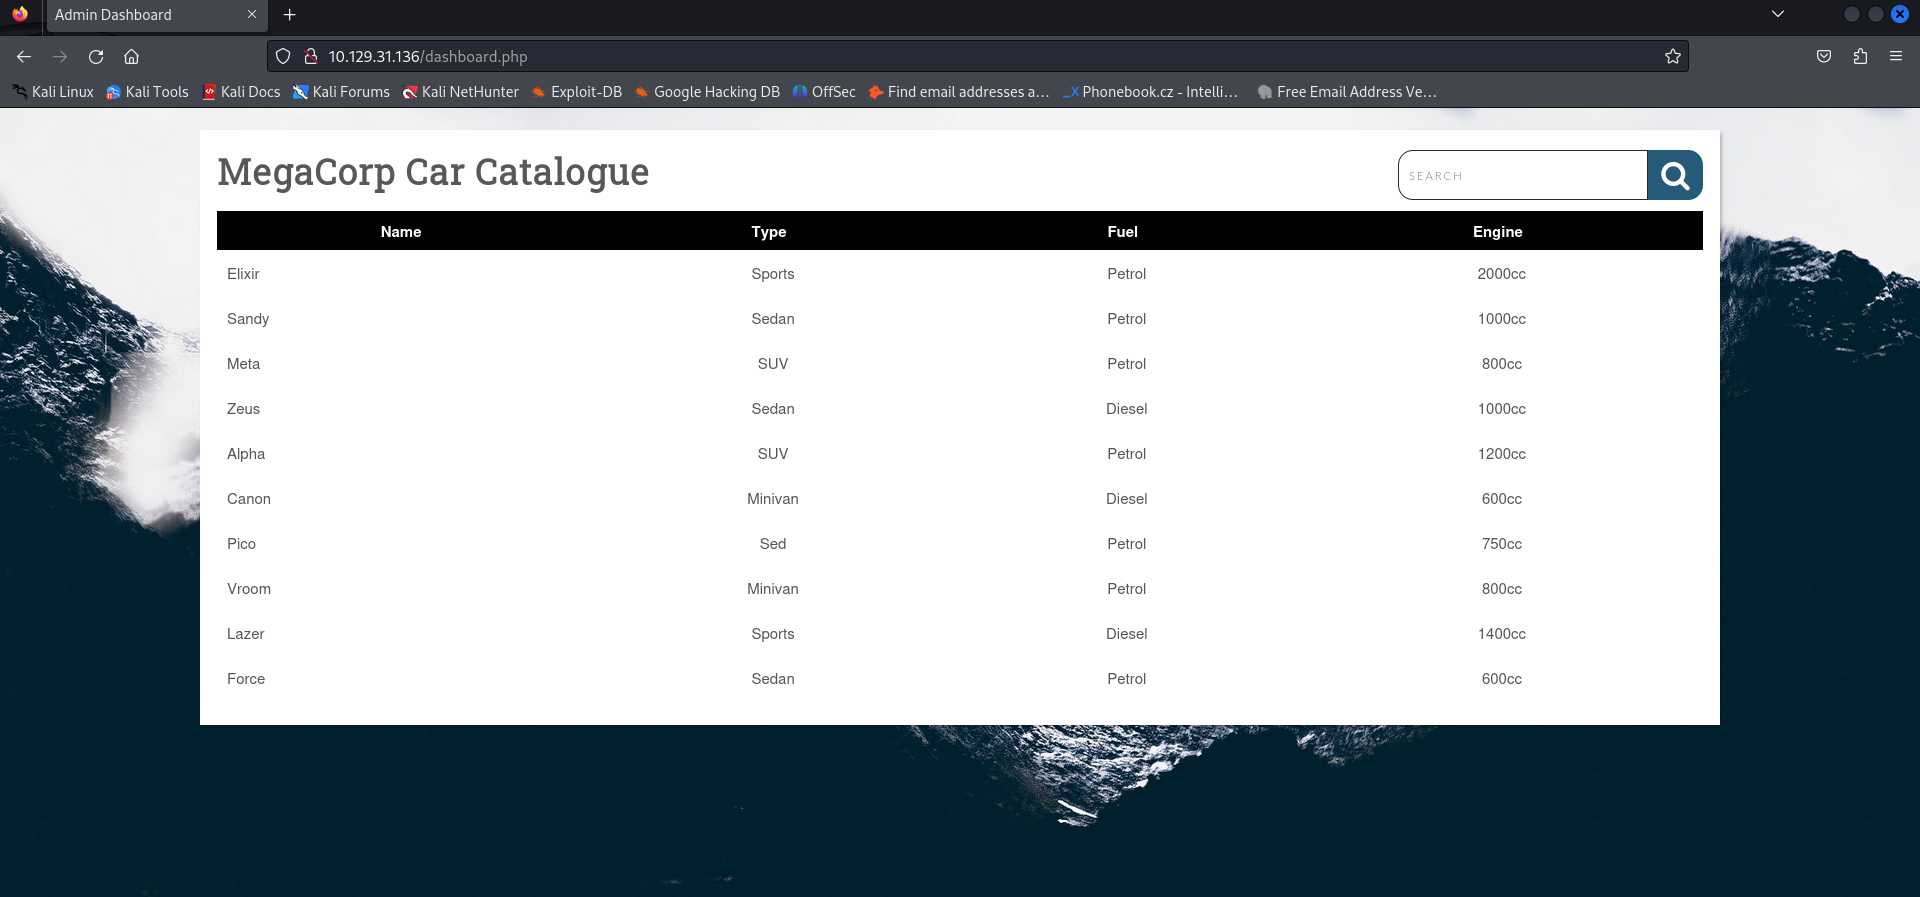 Admin Dashboard
10.129.31.136/dashboard.php
Kali Linux Kali Tools Kali Docs Kali Forums Kali NetHunter Exploit-DB Google Hacking DB OffSec Find email addresses a… _X Phonebook.cz - Intelli… Free Email Address Ve…
MegaCorp Car Catalogue
SEARCH
Name Type Fuel Engine
Elixir Sports Petrol 2000cc
Sandy Sedan Petrol 1000cc
Meta SUV Petrol 800cc
Zeus Sedan Diesel 1000cc
Alpha SUV Petrol 1200cc
Canon Minivan Diesel 600cc
Pico Sed Petrol 750cc
Vroom Minivan Petrol 800cc
Lazer Sports Diesel 1400cc
Force Sedan Petrol 600cc